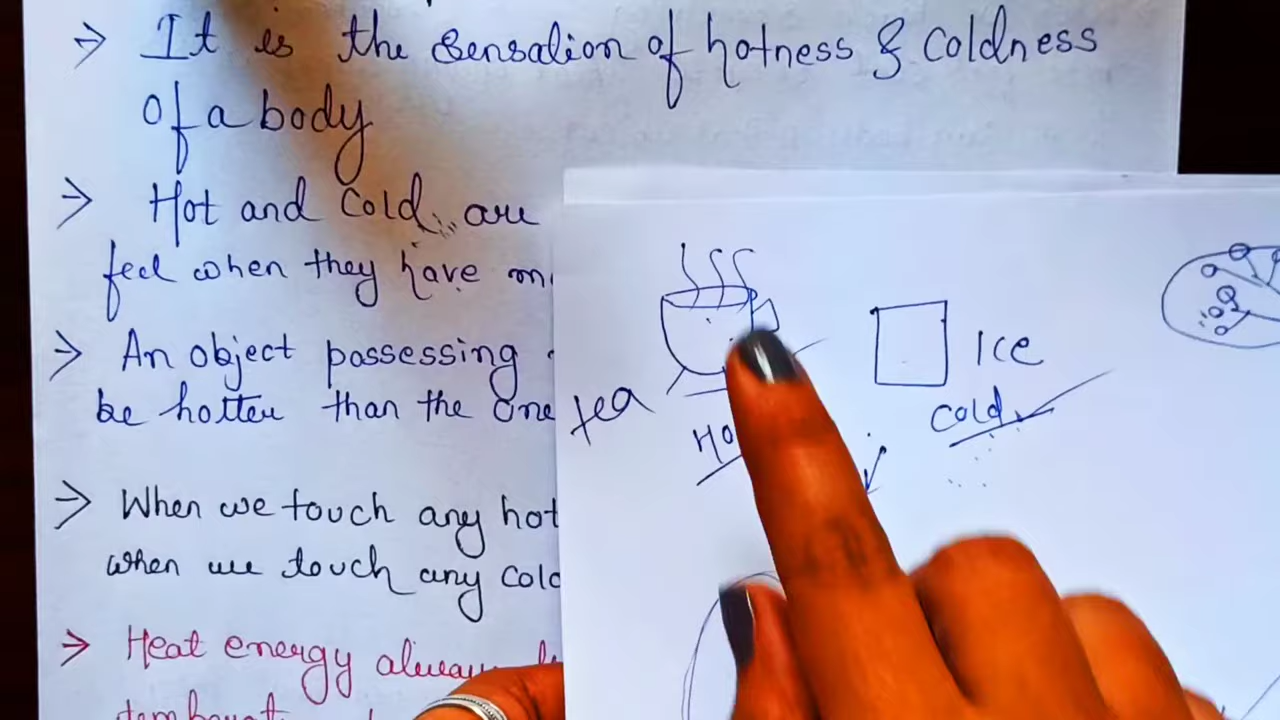 ⇒ It is the sensation of hotness & coldness
of a body
⇒ Hot and cold are
feel when they have
⇒ An object possessing
be hotter than the one
⇒ When we touch any hot
when we touch any
⇒ Heat energy always
tea
Ice
cold